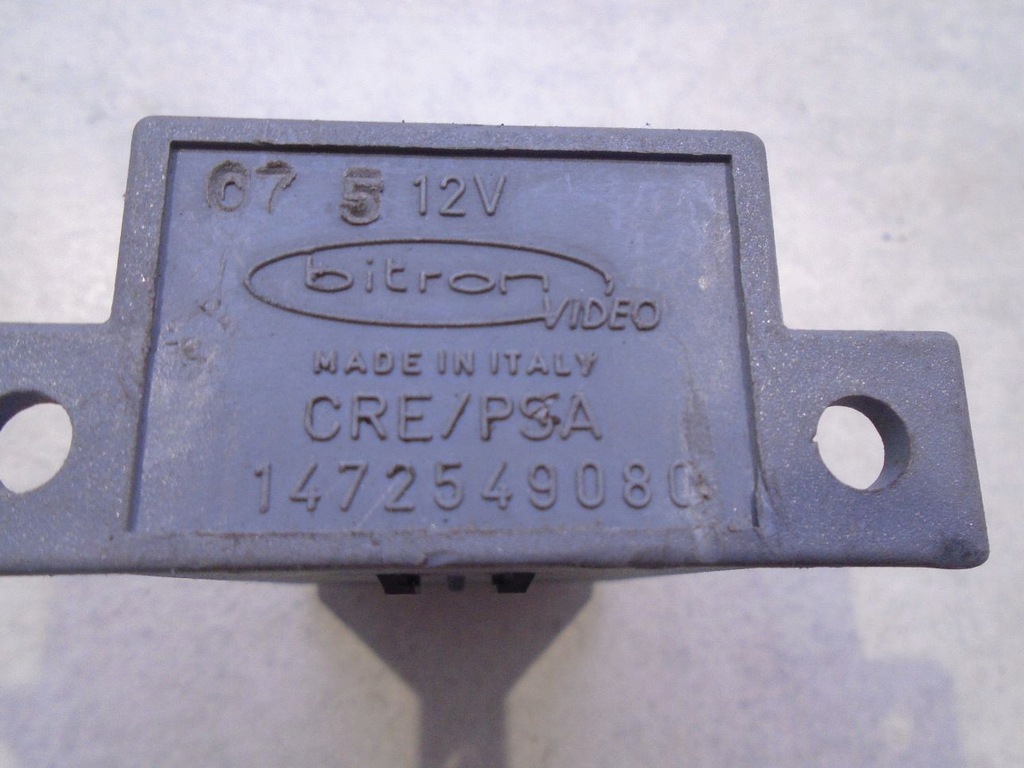 07 5 12V
bitron
VIDEO
MADE IN ITALY
CRE/PSA
1472549080